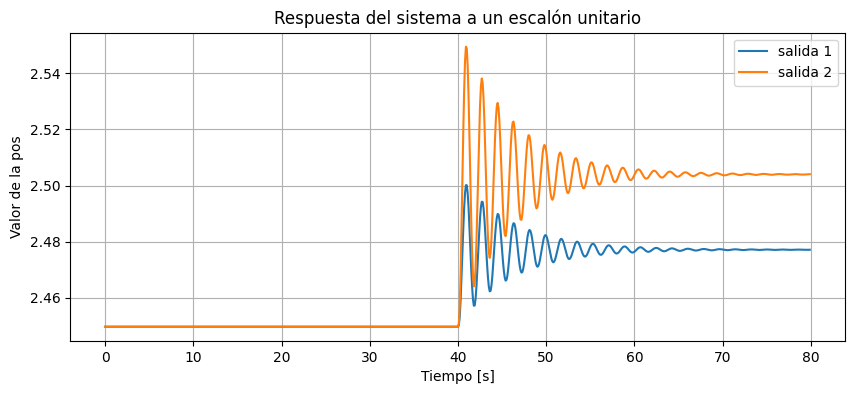 Respuesta del sistema a un escalón unitario
salida 1
salida 2
Valor de la pos
2.54
2.52
2.50
2.48
2.46
0 10 20 30 40 50 60 70 80
Tiempo [s]